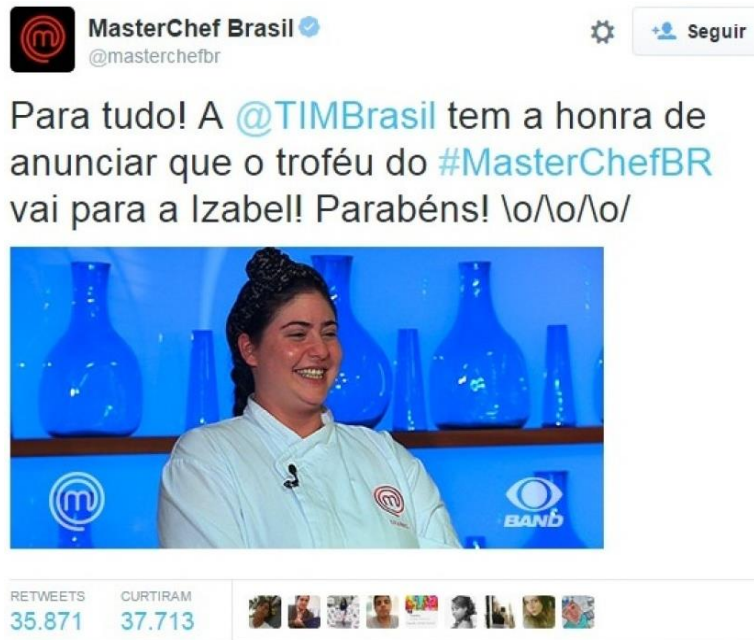 MasterChef Brasil
@masterchefbr
Seguir
Para tudo! A @TIMBrasil tem a honra de
anunciar que o troféu do #MasterChefBR
vai para a Izabel! Parabéns! \o/\o/\o/
m
m
BAND
RETWEETS CURTIRAM
35.871 37.713